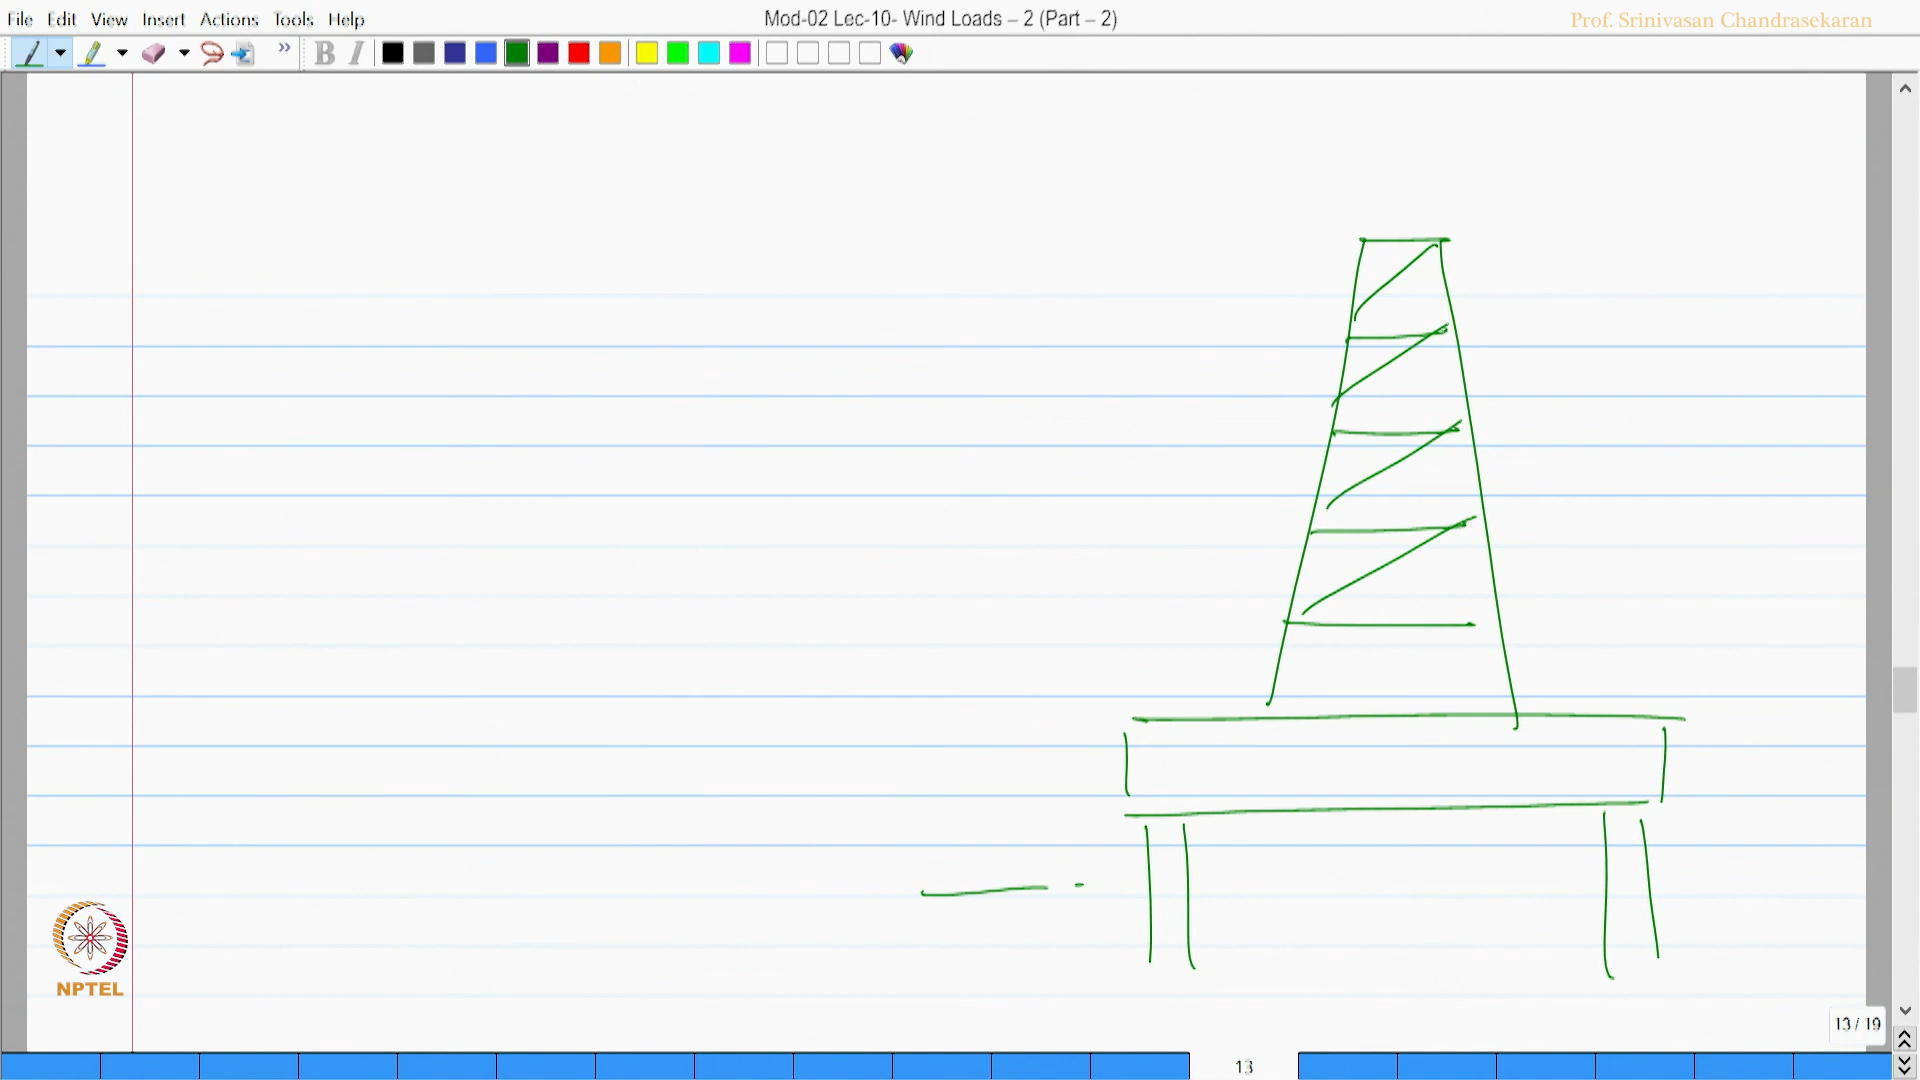 File Edit View Insert Actions Tools Help
Mod-02 Lec-10- Wind Loads – 2 (Part – 2)
Prof. Srinivasan Chandrasekaran
B I
NPTEL
13 / 19
13